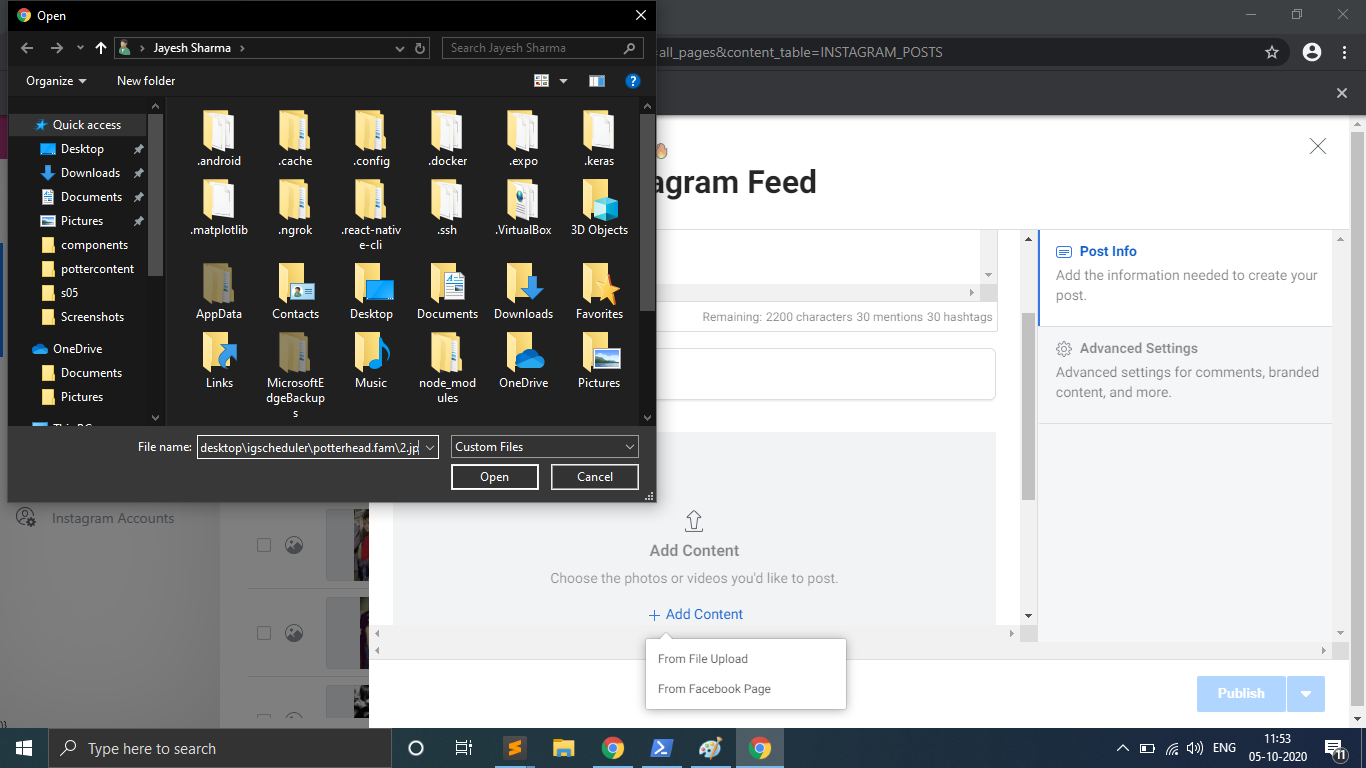 Open
Jayesh Sharma
Search Jayesh Sharma
=all_pages&content_table=INSTAGRAM_POSTS
Organize
New folder
Quick access
Desktop
Downloads
Documents
Pictures
components
pottercontent
s05
Screenshots
OneDrive
Documents
Pictures
.android
.cache
.config
.docker
.expo
.keras
.matplotlib
.ngrok
.react-nativ
e-cli
.ssh
.VirtualBox
3D Objects
AppData
Contacts
Desktop
Documents
Downloads
Favorites
Links
MicrosoftE
dgeBackup
s
Music
node_mod
ules
OneDrive
Pictures
File name:
desktop\igscheduler\potterhead.fam\2.jp
Custom Files
Open
Cancel
agram Feed
Remaining: 2200 characters 30 mentions 30 hashtags
Post Info
Add the information needed to create your
post.
Advanced Settings
Advanced settings for comments, branded
content, and more.
Instagram Accounts
Add Content
Choose the photos or videos you'd like to post.
+ Add Content
From File Upload
From Facebook Page
Publish
Type here to search
ENG
11:53
05-10-2020
11